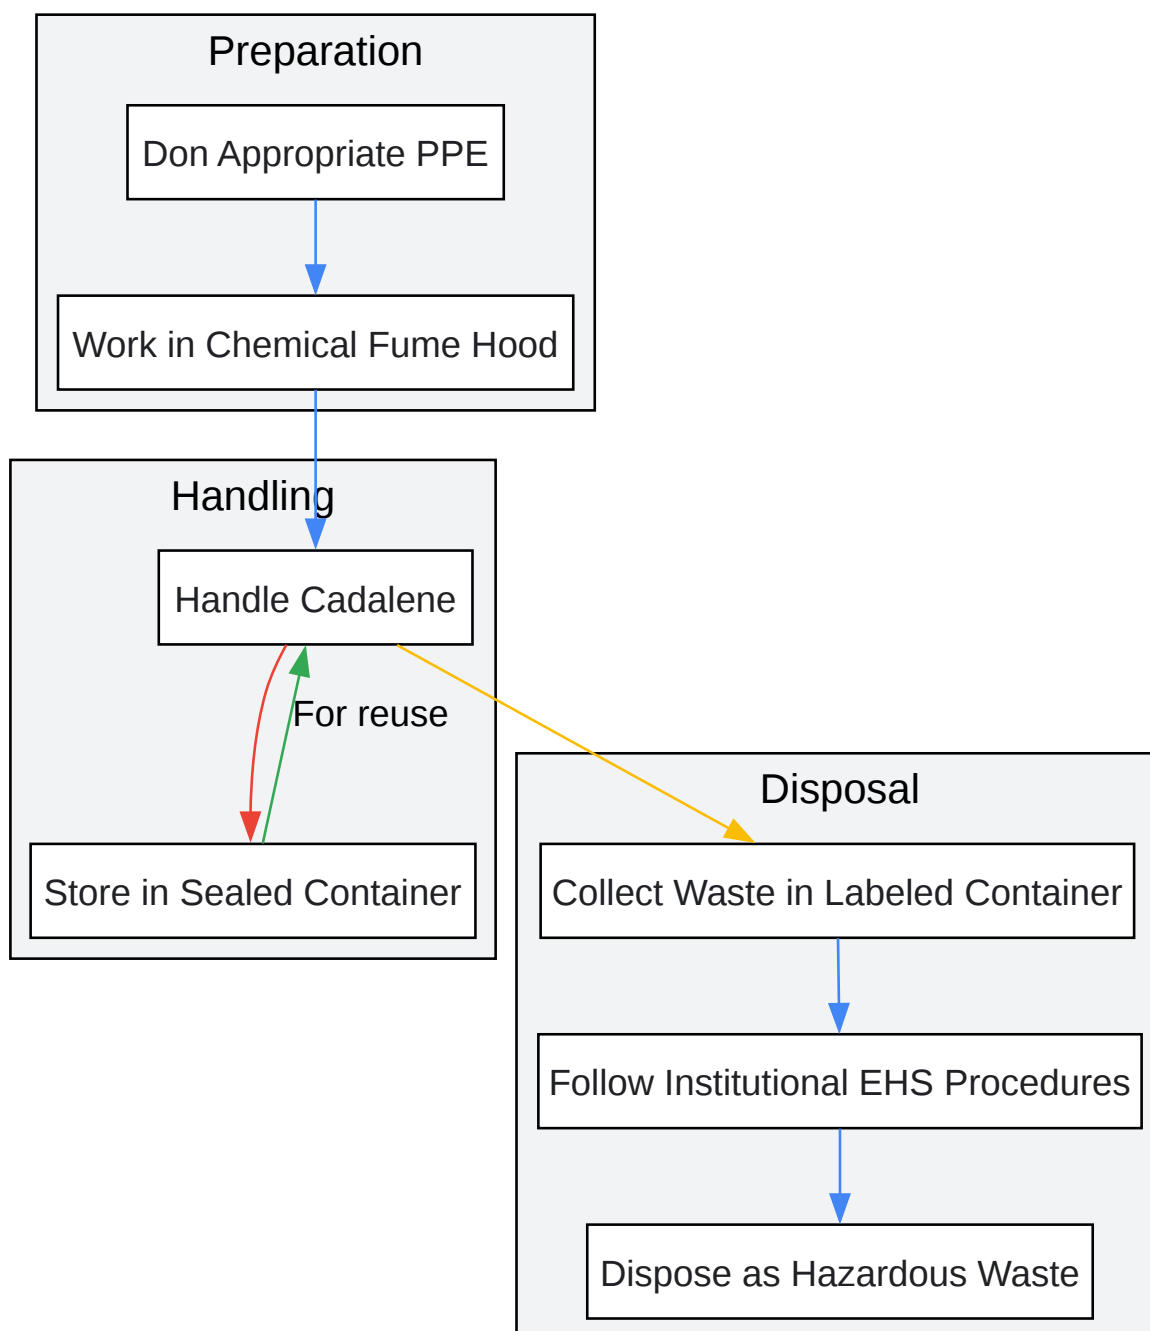 Preparation
Don Appropriate PPE
Work in Chemical Fume Hood
Handling
Handle Cadalene
For reuse
Store in Sealed Container
Disposal
Collect Waste in Labeled Container
Follow Institutional EHS Procedures
Dispose as Hazardous Waste